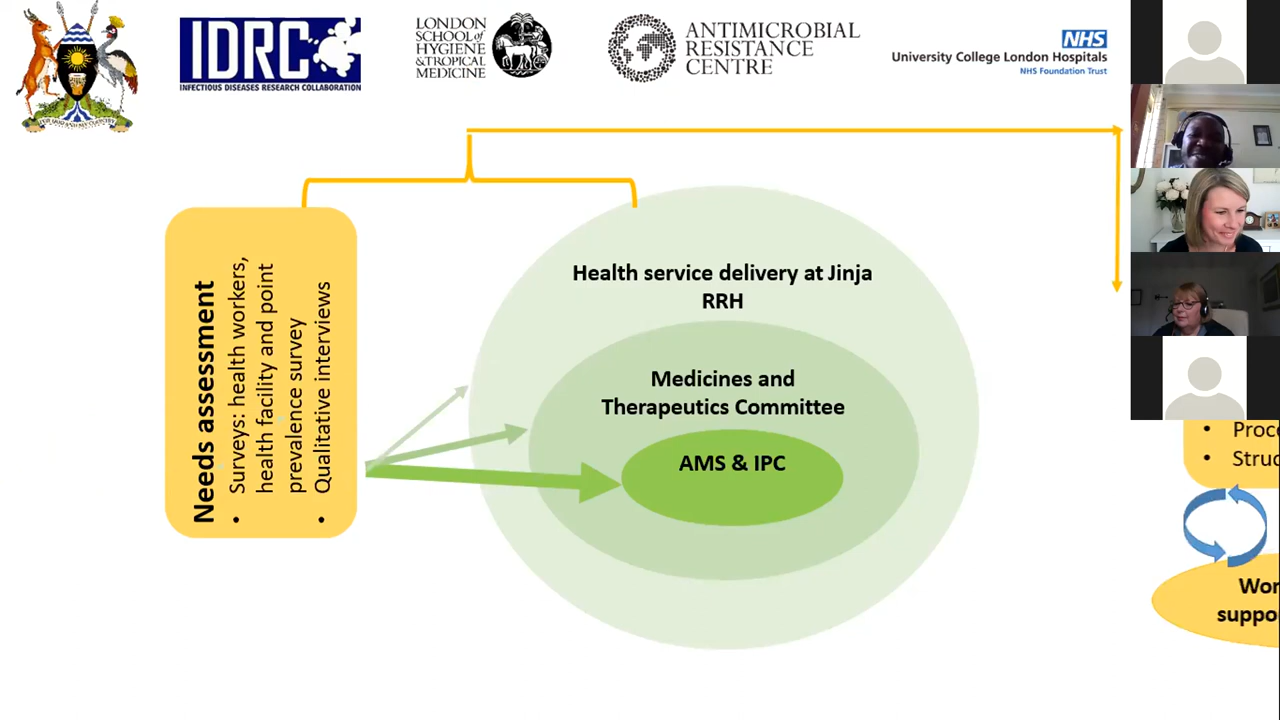 IDRC
INFECTIOUS DISEASES RESEARCH COLLABORATION
LONDON
SCHOOL of
HYGIENE
& TROPICAL
MEDICINE
ANTIMICROBIAL
RESISTANCE
CENTRE
NHS
University College London Hospitals
NHS Foundation Trust
Needs assessment
• Surveys: health workers,
health facility and point
prevalence survey
• Qualitative interviews
Health service delivery at Jinja
RRH
Medicines and
Therapeutics Committee
AMS & IPC
• Proce
• Struc
Wor
suppo